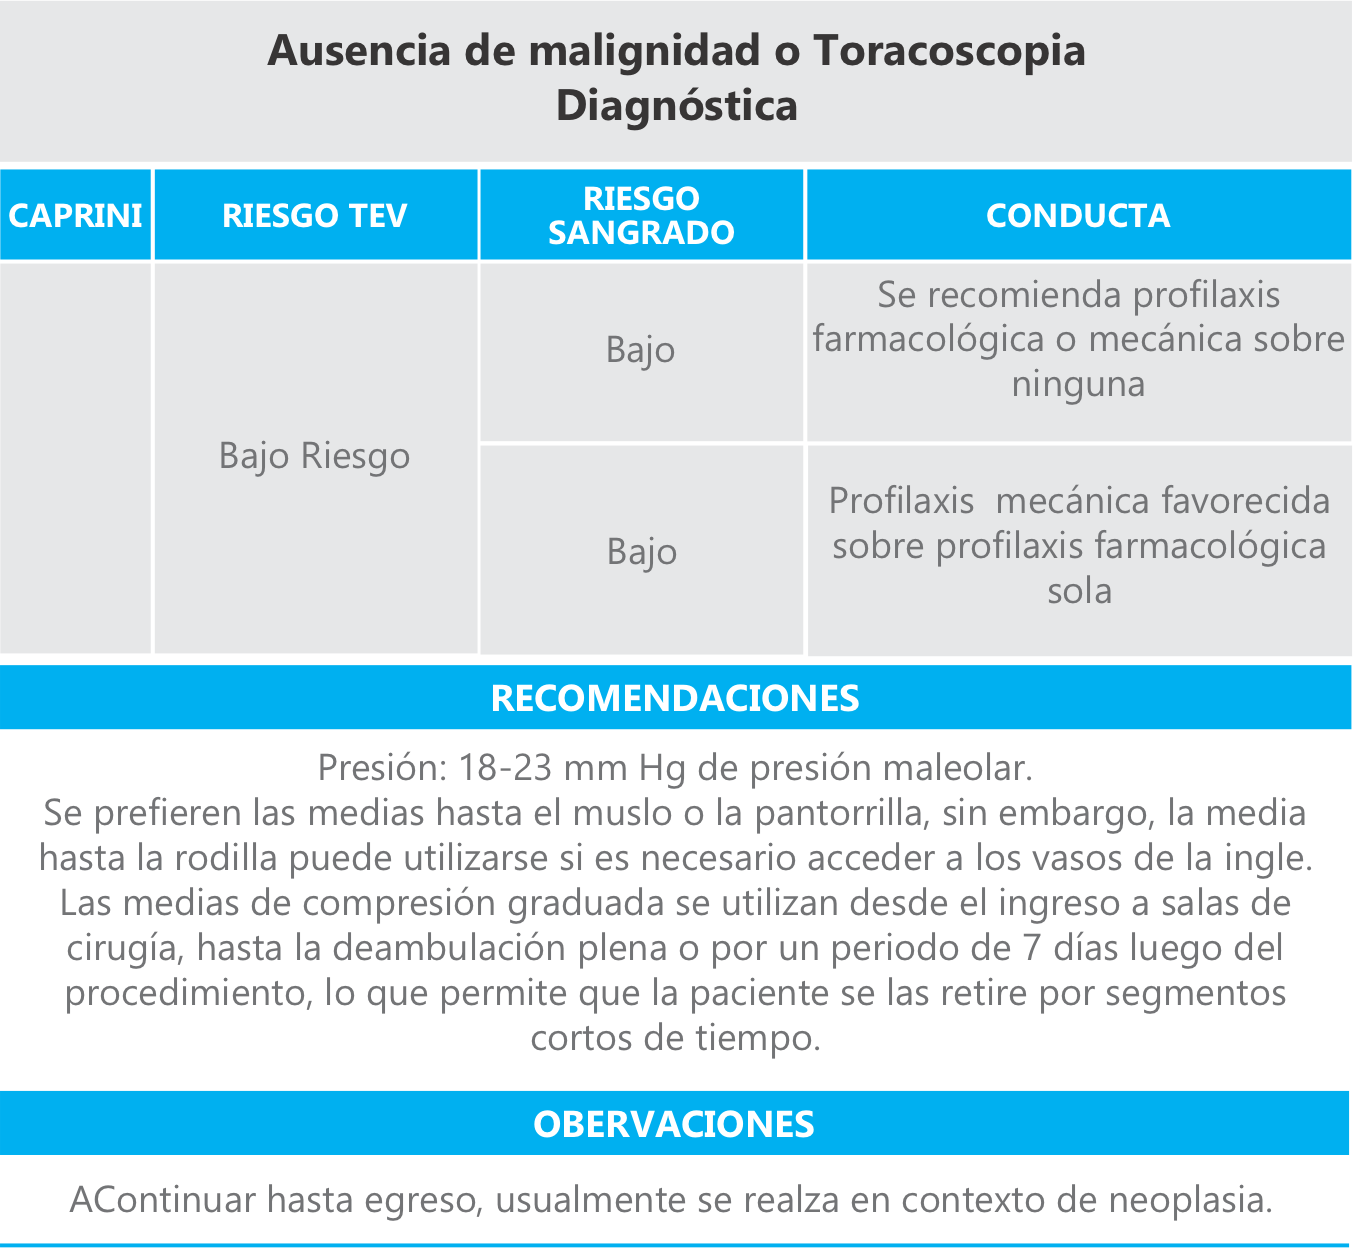 Ausencia de malignidad o Toracoscopia
Diagnóstica
CAPRINI
RIESGO TEV
RIESGO
SANGRADO
CONDUCTA
Bajo Riesgo
Bajo
Se recomienda profilaxis
farmacológica o mecánica sobre
ninguna
Bajo
Profilaxis  mecánica favorecida
sobre profilaxis farmacológica
sola
RECOMENDACIONES
Presión: 18-23 mm Hg de presión maleolar.
Se prefieren las medias hasta el muslo o la pantorrilla, sin embargo, la media
hasta la rodilla puede utilizarse si es necesario acceder a los vasos de la ingle.
Las medias de compresión graduada se utilizan desde el ingreso a salas de
cirugía, hasta la deambulación plena o por un periodo de 7 días luego del
procedimiento, lo que permite que la paciente se las retire por segmentos
cortos de tiempo.
OBERVACIONES
AContinuar hasta egreso, usualmente se realza en contexto de neoplasia.